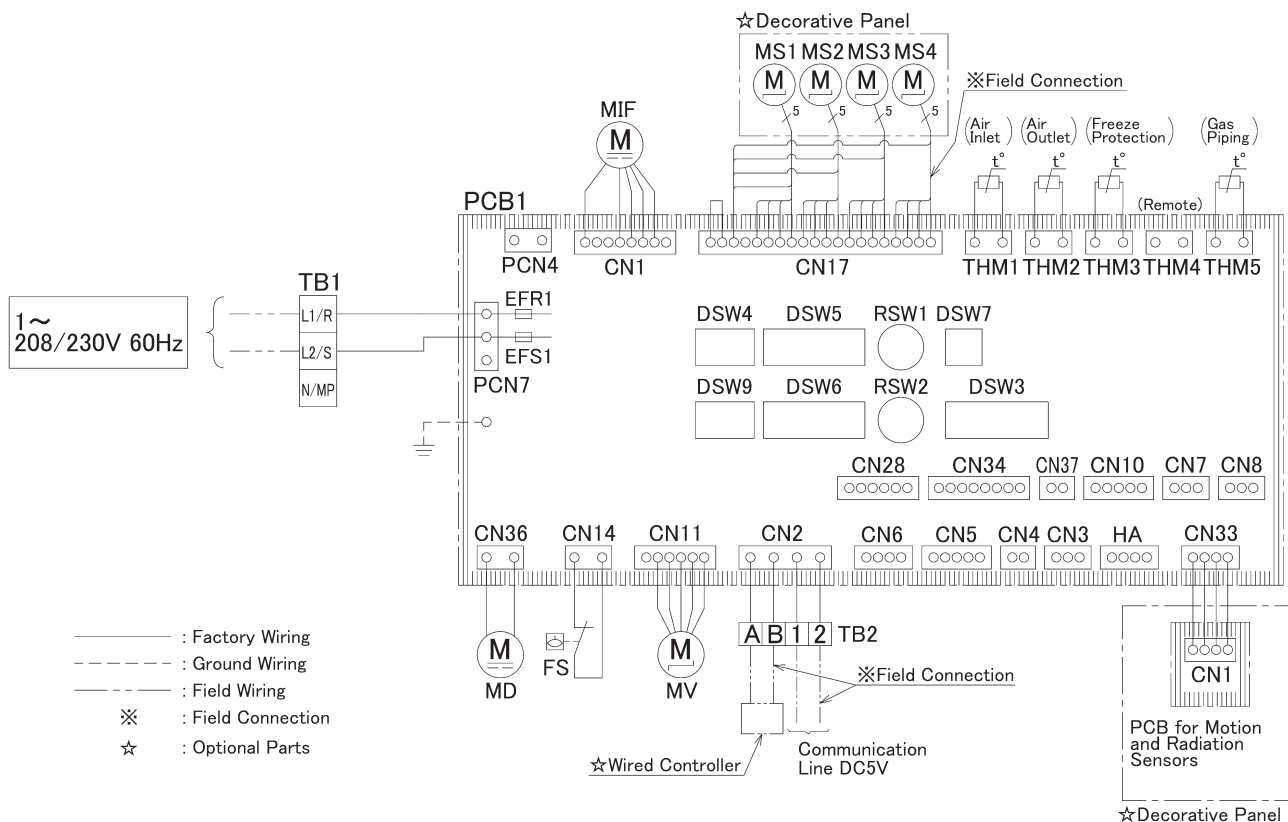 ☆Decorative Panel
MS1 MS2 MS3 MS4
M M M M
5 5 5 5
※Field Connection
MIF
M
(Air Inlet) (Air Outlet) (Freeze Protection) (Gas Piping)
t° t° t° t°
(Remote)
PCB1
PCN4 CN1 CN17 THM1 THM2 THM3 THM4 THM5
TB1
1～
208/230V 60Hz
L1/R
L2/S
N/MP
EFR1
EFS1
PCN7
DSW4 DSW5 RSW1 DSW7
DSW9 DSW6 RSW2 DSW3
CN28 CN34 CN37 CN10 CN7 CN8
CN36 CN14 CN11 CN2 CN6 CN5 CN4 CN3 HA CN33
M
MD
FS
M
MV
A B 1 2 TB2
※Field Connection
☆Wired Controller
Communication
Line DC5V
CN1
PCB for Motion
and Radiation
Sensors
☆Decorative Panel
: Factory Wiring
: Ground Wiring
: Field Wiring
※ : Field Connection
☆ : Optional Parts